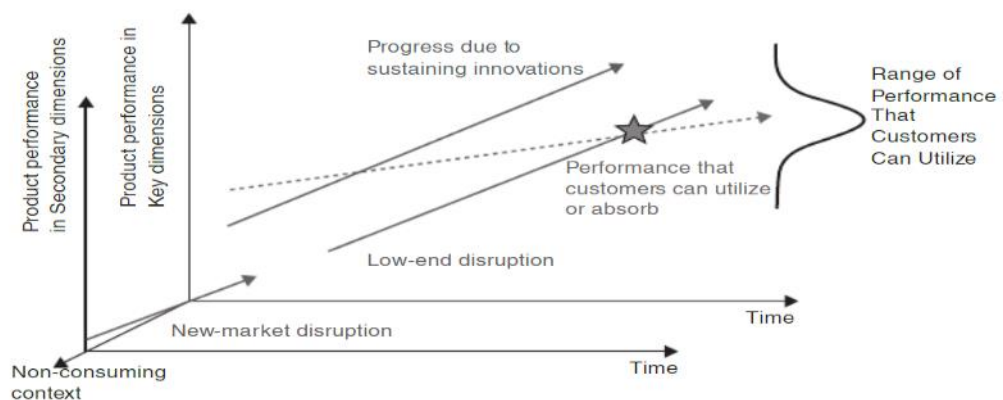 Product performance
in Secondary dimensions
Product performance in
Key dimensions
Progress due to
sustaining innovations
Range of
Performance
That
Customers
Can Utilize
Performance that
customers can utilize
or absorb
Low-end disruption
Time
New-market disruption
Time
Non-consuming
context